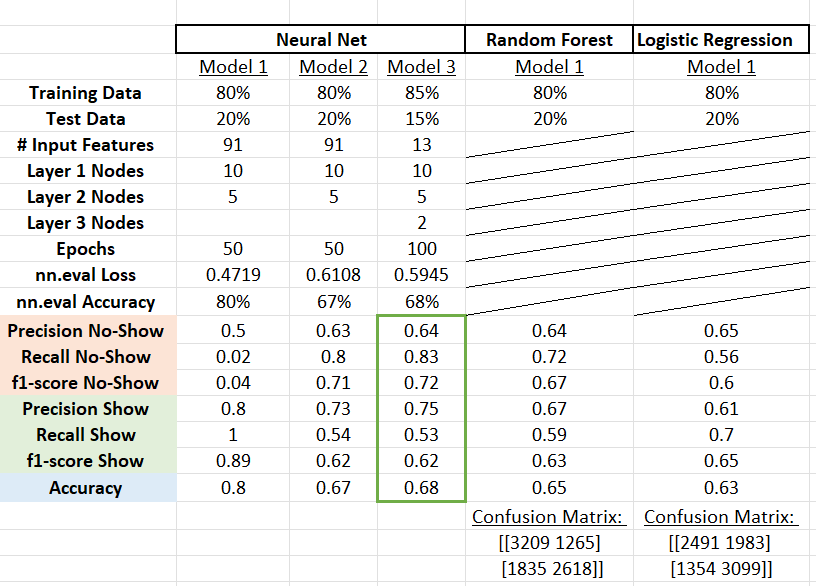 Neural Net Random Forest Logistic Regression
Model 1 Model 2 Model 3 Model 1 Model 1
Training Data 80% 80% 85% 80% 80%
Test Data 20% 20% 15% 20% 20%
# Input Features 91 91 13
Layer 1 Nodes 10 10 10
Layer 2 Nodes 5 5 5
Layer 3 Nodes 2
Epochs 50 50 100
nn.eval Loss 0.4719 0.6108 0.5945
nn.eval Accuracy 80% 67% 68%
Precision No-Show 0.5 0.63 0.64 0.64 0.65
Recall No-Show 0.02 0.8 0.83 0.72 0.56
f1-score No-Show 0.04 0.71 0.72 0.67 0.6
Precision Show 0.8 0.73 0.75 0.67 0.61
Recall Show 1 0.54 0.53 0.59 0.7
f1-score Show 0.89 0.62 0.62 0.63 0.65
Accuracy 0.8 0.67 0.68 0.65 0.63
Confusion Matrix: Confusion Matrix:
[[3209 1265] [[2491 1983]
[1835 2618]] [1354 3099]]